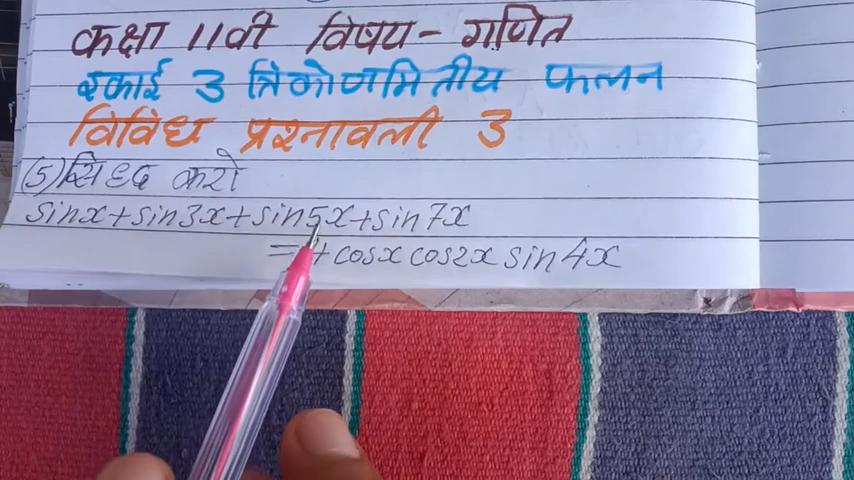 कक्षा 11वी विषय - गणित
इकाई 3 त्रिकोणमितीय फलन
विविध प्रश्नावली 3
(5) सिध्द करो
sinx + sin3x + sin5x + sin7x
= 4 cosx cos2x sin4x